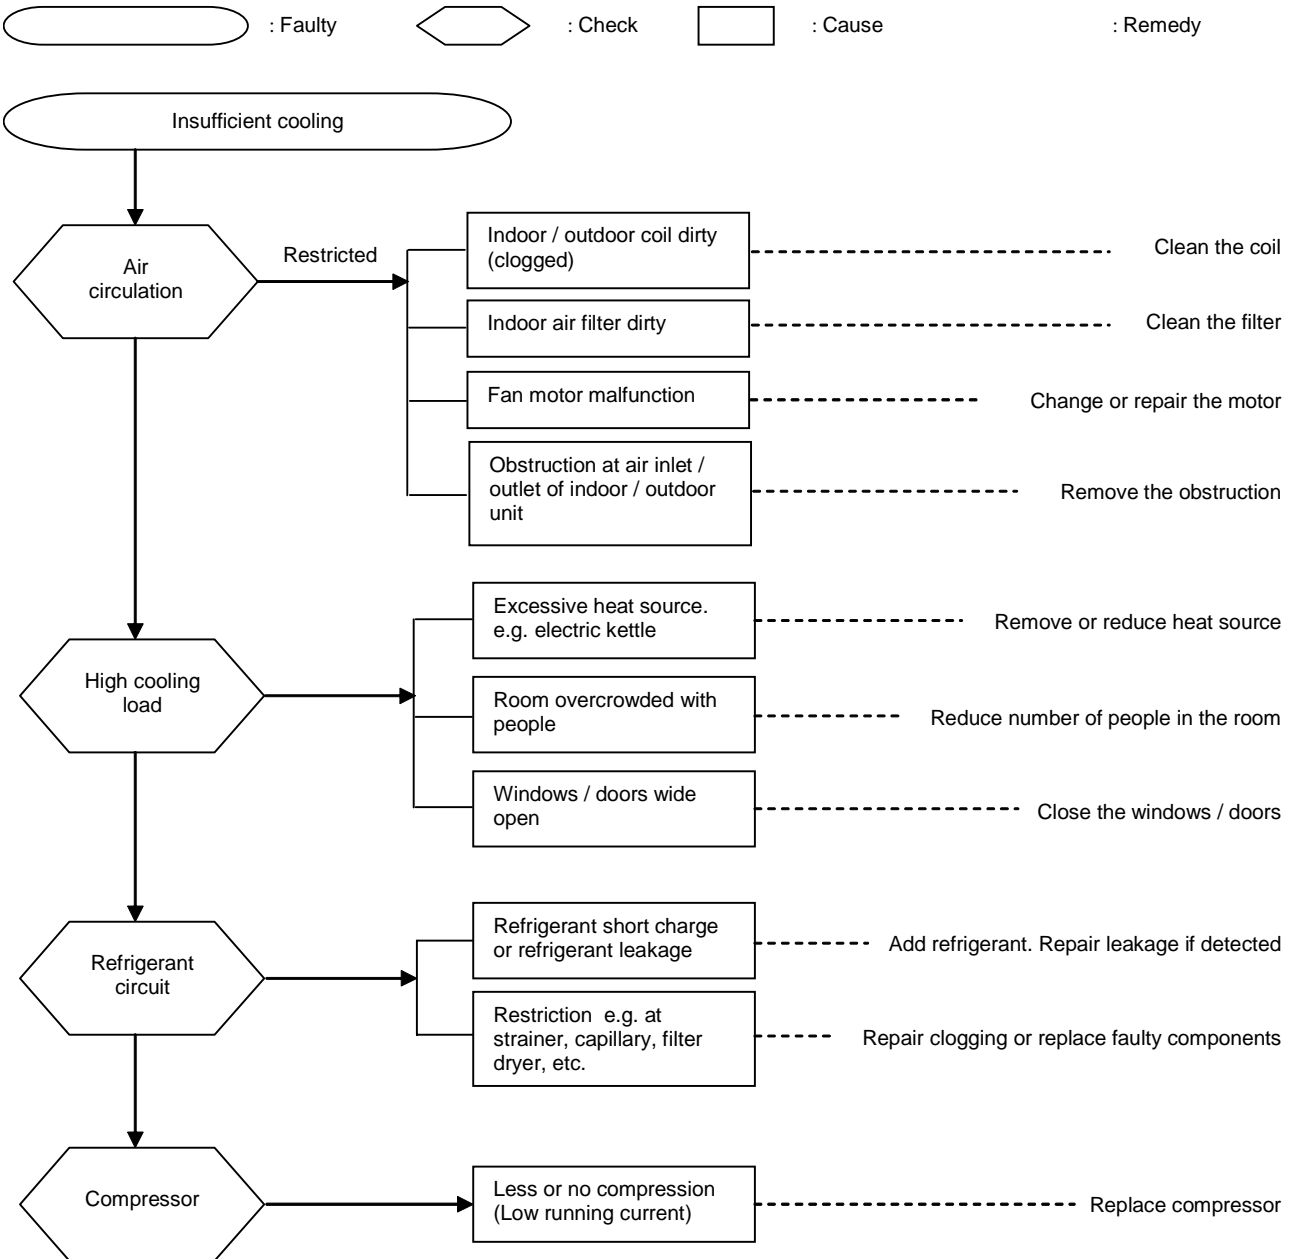 : Faulty
: Check
: Cause
: Remedy
Insufficient cooling
Air
circulation
Restricted
Indoor / outdoor coil dirty
(clogged)
Clean the coil
Indoor air filter dirty
Clean the filter
Fan motor malfunction
Change or repair the motor
Obstruction at air inlet /
outlet of indoor / outdoor
unit
Remove the obstruction
High cooling
load
Excessive heat source.
e.g. electric kettle
Remove or reduce heat source
Room overcrowded with
people
Reduce number of people in the room
Windows / doors wide
open
Close the windows / doors
Refrigerant
circuit
Refrigerant short charge
or refrigerant leakage
Add refrigerant. Repair leakage if detected
Restriction  e.g. at
strainer, capillary, filter
dryer, etc.
Repair clogging or replace faulty components
Compressor
Less or no compression
(Low running current)
Replace compressor